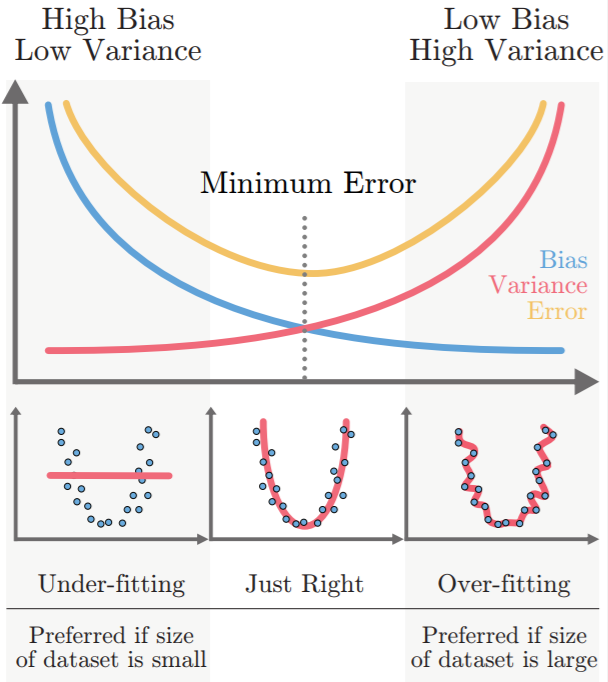 High Bias
Low Variance
Low Bias
High Variance
Minimum Error
Bias
Variance
Error
Under-fitting
Just Right
Over-fitting
Preferred if size
of dataset is small
Preferred if size
of dataset is large